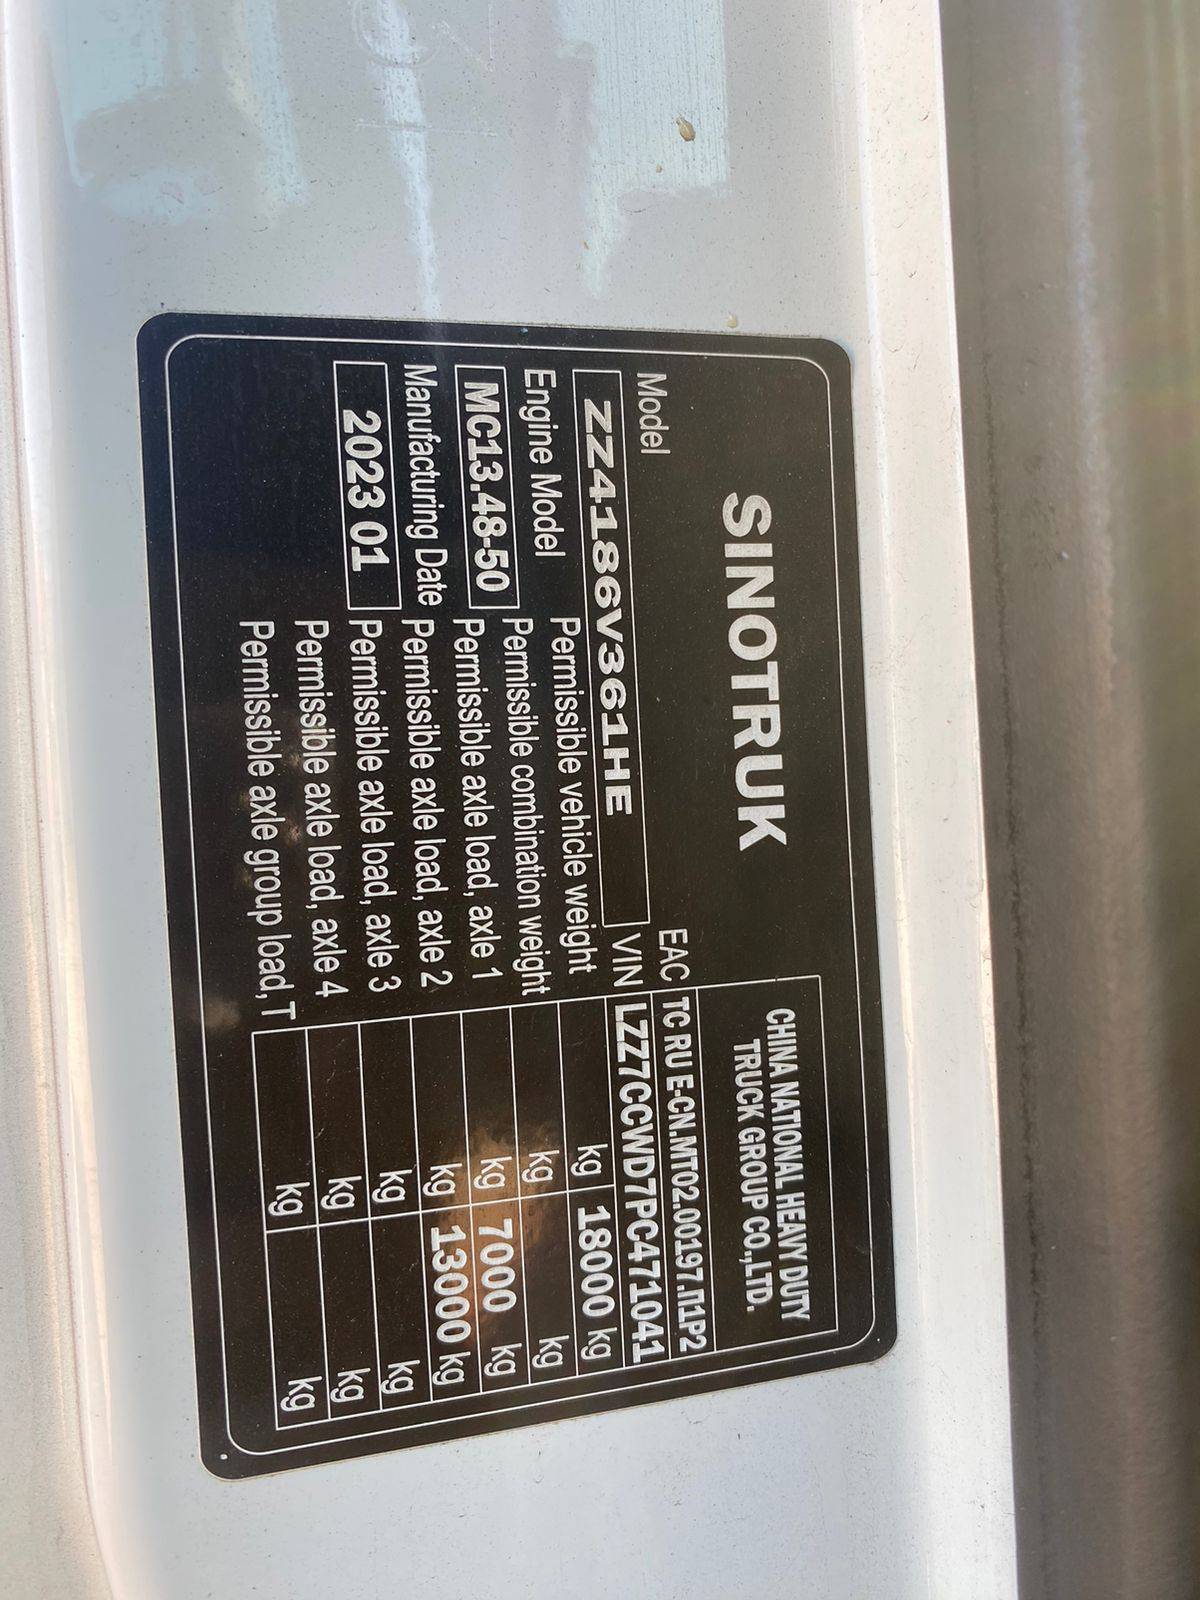 SINOTRUK
CHINA NATIONAL HEAVY DUTY
TRUCK GROUP CO.,LTD.
Model
EAC TC RU E-CN.MT02.00197.П1Р2
ZZ4186V361HE
VIN LZZ7CCWD7PC471041
Engine Model
Permissible vehicle weight kg 18000 kg
MC13.48-50
Permissible combination weight kg kg
Permissible axle load, axle 1 kg 7000 kg
Manufacturing Date
Permissible axle load, axle 2 kg 13000 kg
2023 01
Permissible axle load, axle 3 kg kg
Permissible axle load, axle 4 kg kg
Permissible axle group load, T kg kg